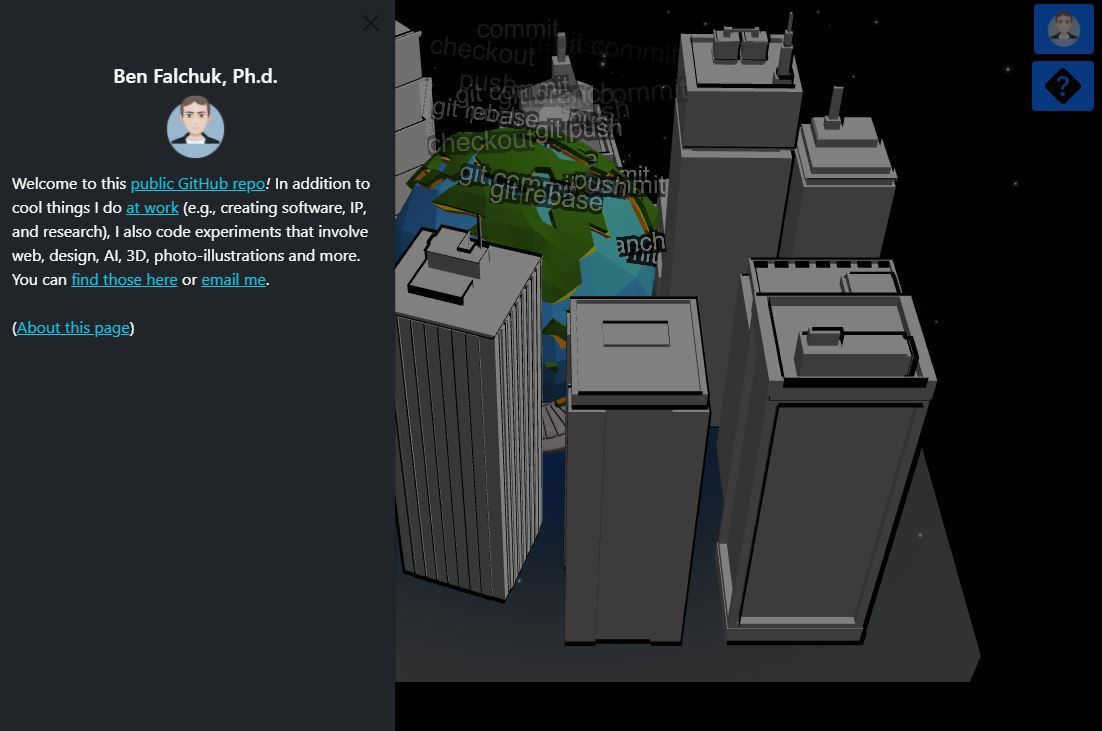 Ben Falchuk, Ph.d.
Welcome to this public GitHub repo! In addition to
cool things I do at work (e.g., creating software, IP,
and research), I also code experiments that involve
web, design, AI, 3D, photo-illustrations and more.
You can find those here or email me.
(About this page)
commit
checkout
commit
push
git
branch
commit
git rebase
git push
push
checkout
git commit
push
commit
git rebase
anch
?